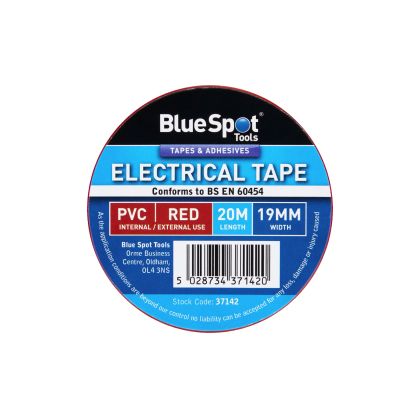 BlueSpot
Tools
TAPES & ADHESIVES
ELECTRICAL TAPE
Conforms to BS EN 60454
PVC RED 20M 19MM
INTERNAL / EXTERNAL USE LENGTH WIDTH
Blue Spot Tools
Orme Business
Centre, Oldham,
OL4 3NS
5 028734 371420
Stock Code: 37142
As the application conditions are beyond our control no liability can be accepted for any loss, damage or injury caused